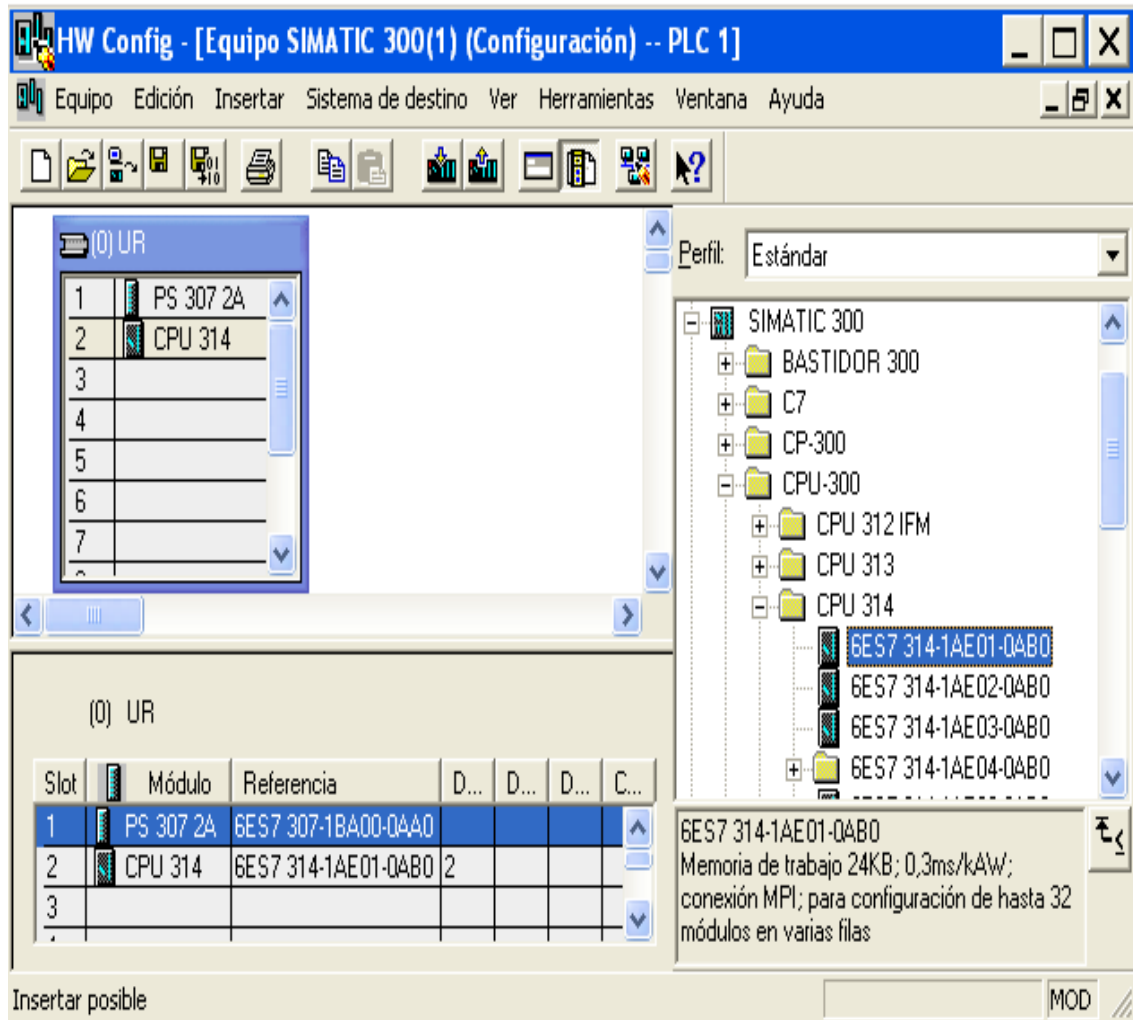 HW Config - [Equipo SIMATIC 300(1) (Configuración) -- PLC 1]
Equipo Edición Insertar Sistema de destino Ver Herramientas Ventana Ayuda
(0) UR
1 PS 307 2A
2 CPU 314
3
4
5
6
7
Perfil: Estándar
SIMATIC 300
BASTIDOR 300
C7
CP-300
CPU-300
CPU 312 IFM
CPU 313
CPU 314
6ES7 314-1AE01-0AB0
6ES7 314-1AE02-0AB0
6ES7 314-1AE03-0AB0
6ES7 314-1AE04-0AB0
(0) UR
Slot Módulo Referencia D... D... D... C...
1 PS 307 2A 6ES7 307-1BA00-0AA0
2 CPU 314 6ES7 314-1AE01-0AB0 2
3
6ES7 314-1AE01-0AB0
Memoria de trabajo 24KB; 0,3ms/kAW;
conexión MPI; para configuración de hasta 32
módulos en varias filas
Insertar posible
MOD